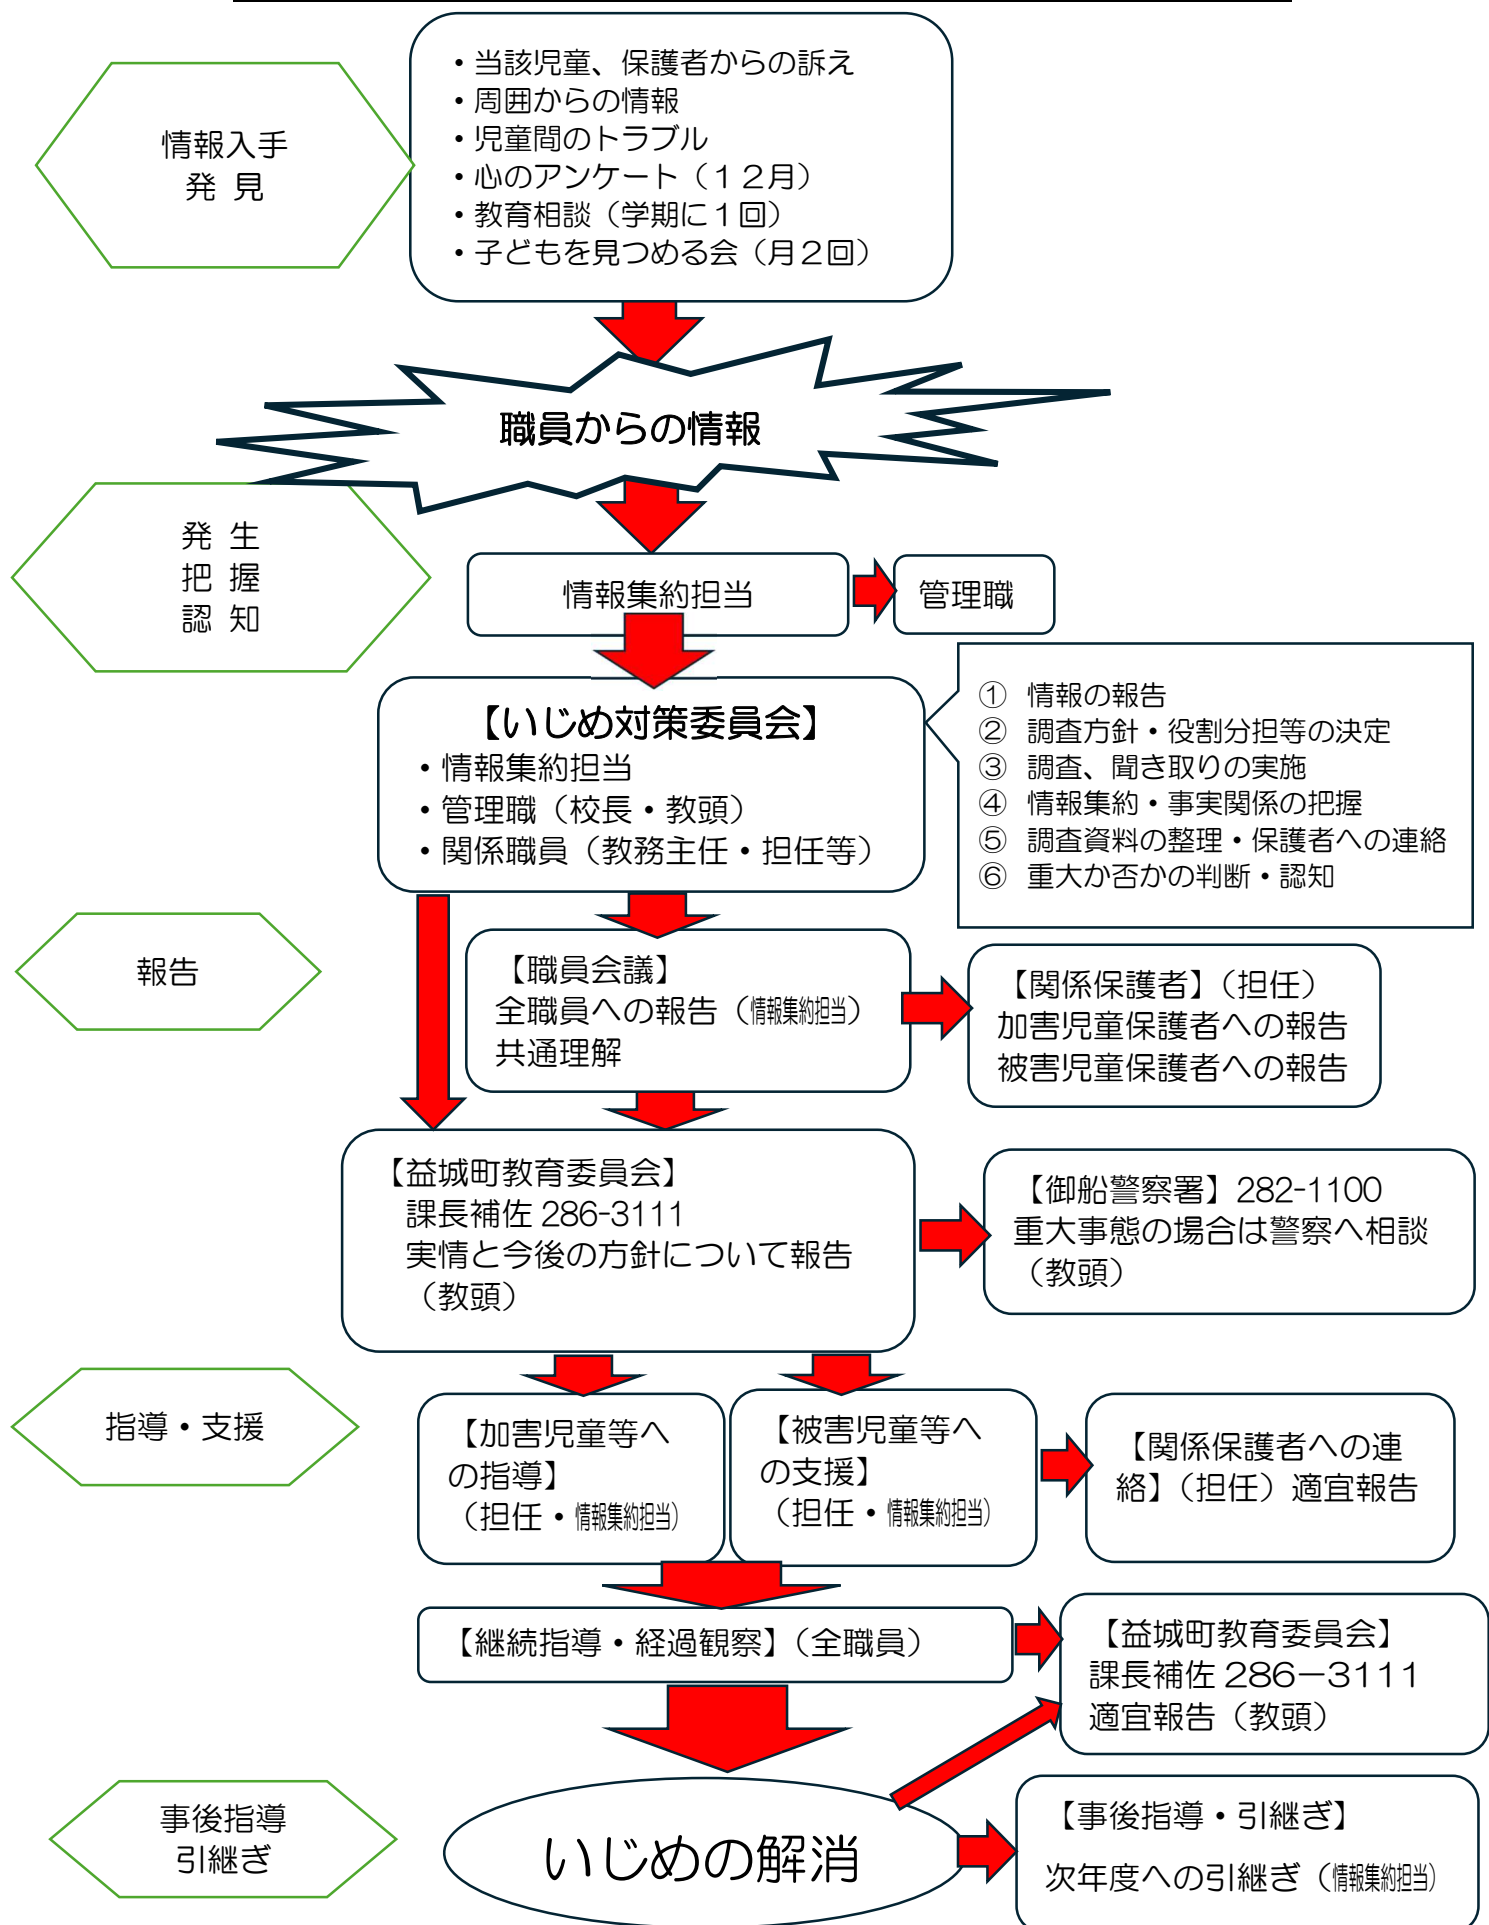 情報入手
発 見
・当該児童、保護者からの訴え
・周囲からの情報
・児童間のトラブル
・心のアンケート（１２月）
・教育相談（学期に１回）
・子どもを見つめる会（月２回）
職員からの情報
発 生
把 握
認 知
情報集約担当
管理職
【いじめ対策委員会】
・情報集約担当
・管理職（校長・教頭）
・関係職員（教務主任・担任等）
① 情報の報告
② 調査方針・役割分担等の決定
③ 調査、聞き取りの実施
④ 情報集約・事実関係の把握
⑤ 調査資料の整理・保護者への連絡
⑥ 重大か否かの判断・認知
報告
【職員会議】
全職員への報告（情報集約担当）
共通理解
【関係保護者】（担任）
加害児童保護者への報告
被害児童保護者への報告
【益城町教育委員会】
課長補佐 286-3111
実情と今後の方針について報告
（教頭）
【御船警察署】282-1100
重大事態の場合は警察へ相談
（教頭）
指導・支援
【加害児童等へ
の指導】
（担任・情報集約担当）
【被害児童等へ
の支援】
（担任・情報集約担当）
【関係保護者への連
絡】（担任）適宜報告
【継続指導・経過観察】（全職員）
【益城町教育委員会】
課長補佐 286－3111
適宜報告（教頭）
事後指導
引継ぎ
いじめの解消
【事後指導・引継ぎ】
次年度への引継ぎ（情報集約担当）